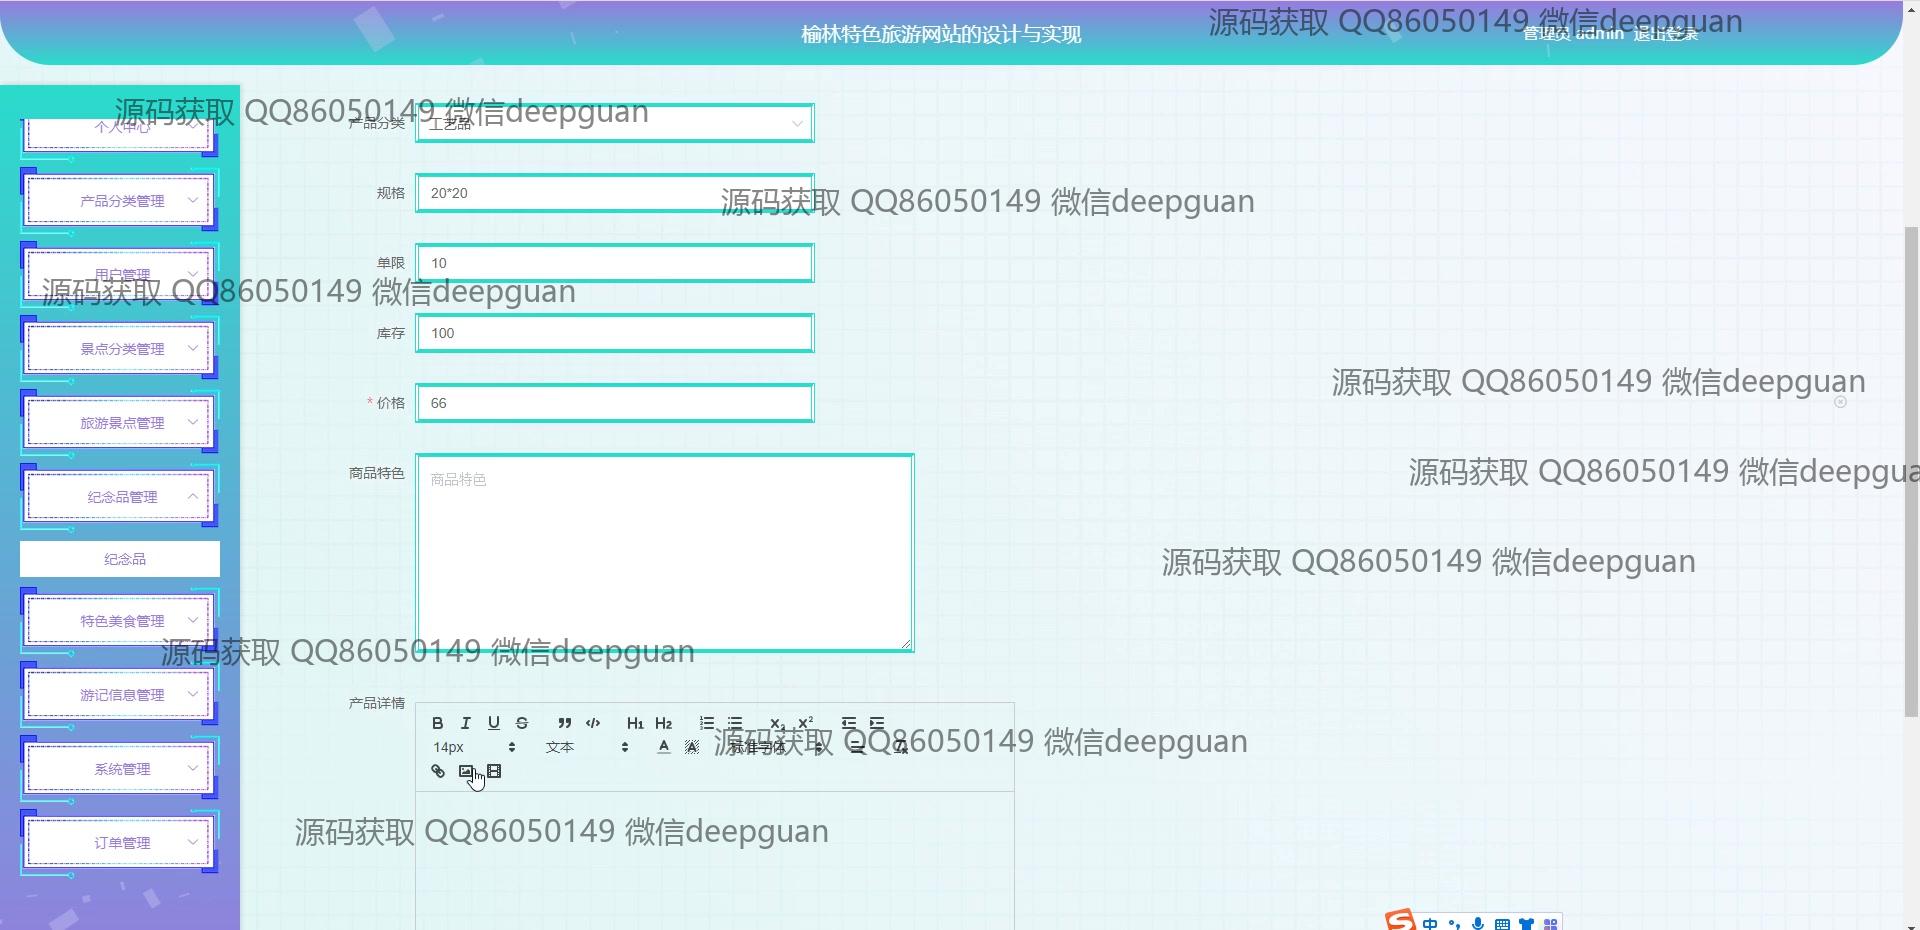 榆林特色旅游网站的设计与实现
管理员 admin 退出登录
源码获取 QQ86050149 微信deepguan
源码获取 QQ86050149 微信deepguan
个人中心
产品分类
工艺品
产品分类管理
规格
20*20
源码获取 QQ86050149 微信deepguan
用户管理
单限
10
源码获取 QQ86050149 微信deepguan
库存
100
景点分类管理
源码获取 QQ86050149 微信deepguan
* 价格
66
旅游景点管理
商品特色
商品特色
源码获取 QQ86050149 微信deepgua
纪念品管理
纪念品
源码获取 QQ86050149 微信deepguan
特色美食管理
源码获取 QQ86050149 微信deepguan
游记信息管理
产品详情
B I U S H1 H2 X2 X2
14px 文本 A A 标准字体
源码获取 QQ86050149 微信deepguan
系统管理
源码获取 QQ86050149 微信deepguan
订单管理
中